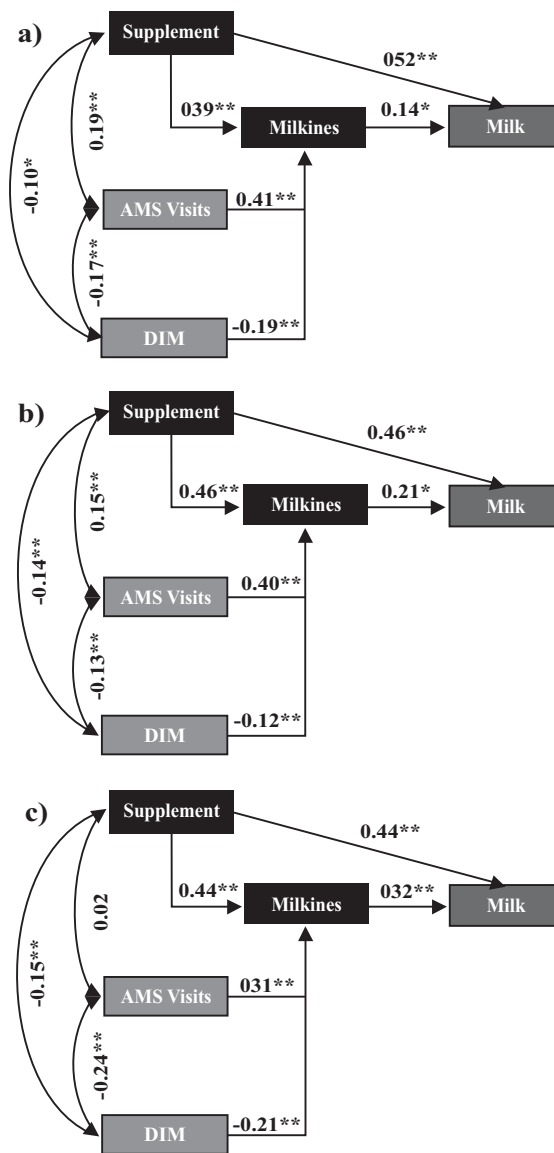 a)
Supplement
052**
039**
Milkines
0.14*
Milk
0.19**
-0.10*
AMS Visits
0.41**
-0.17**
DIM
-0.19**
b)
Supplement
0.46**
0.46**
Milkines
0.21*
Milk
0.15**
-0.14**
AMS Visits
0.40**
-0.13**
DIM
-0.12**
c)
Supplement
0.44**
0.44**
Milkines
032**
Milk
0.02
-0.15**
AMS Visits
031**
-0.24**
DIM
-0.21**